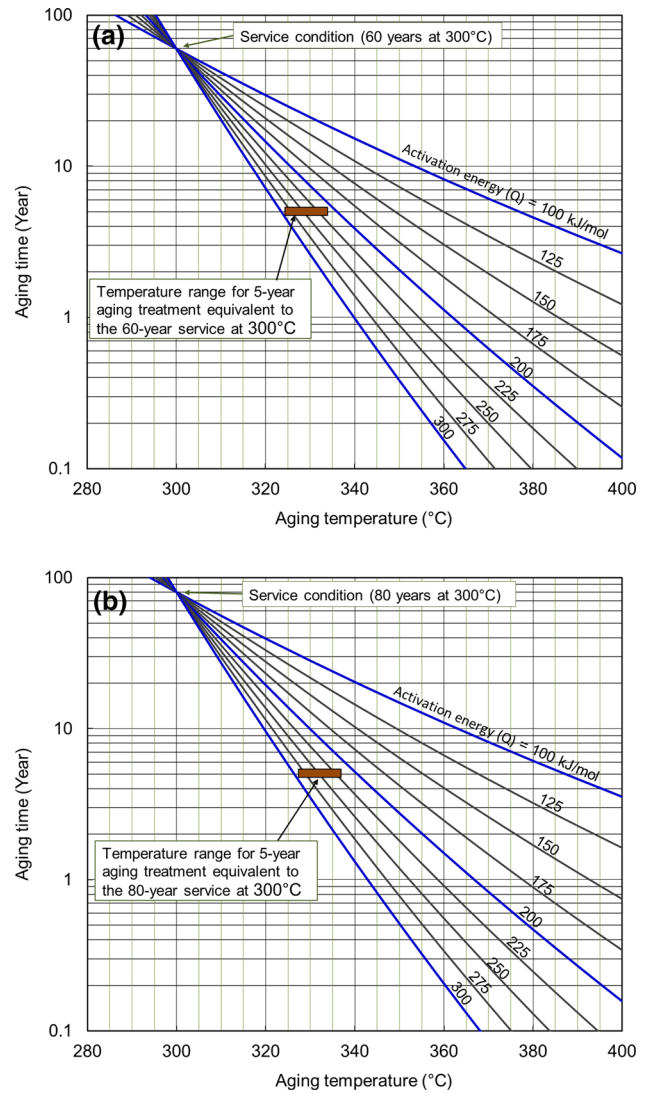 (a)
Service condition (60 years at 300°C)
Activation energy (Q) = 100 kJ/mol
125
150
175
200
225
250
275
300
Temperature range for 5-year
aging treatment equivalent to
the 60-year service at 300°C
Aging time (Year)
100
10
1
0.1
280 300 320 340 360 380 400
Aging temperature (°C)
(b)
Service condition (80 years at 300°C)
Activation energy (Q) = 100 kJ/mol
125
150
175
200
225
250
275
300
Temperature range for 5-year
aging treatment equivalent to
the 80-year service at 300°C
Aging time (Year)
100
10
1
0.1
280 300 320 340 360 380 400
Aging temperature (°C)